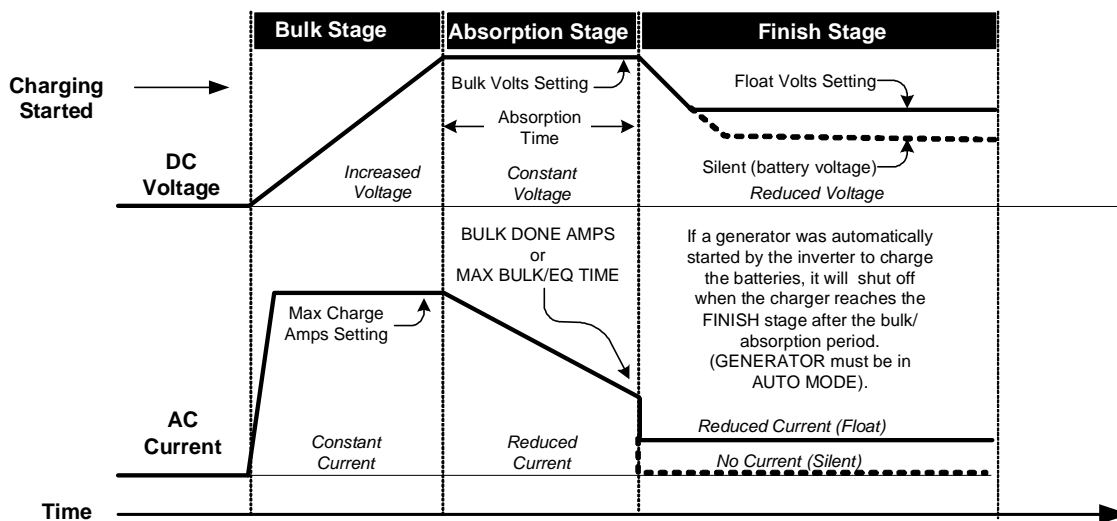 Bulk Stage
Absorption Stage
Finish Stage
Charging
Started
Bulk Volts Setting
Float Volts Setting
Absorption
Time
DC
Voltage
Increased
Voltage
Constant
Voltage
Silent (battery voltage)
Reduced Voltage
BULK DONE AMPS
or
MAX BULK/EQ TIME
If a generator was automatically
started by the inverter to charge
the batteries, it will shut off
when the charger reaches the
FINISH stage after the bulk/
absorption period.
(GENERATOR must be in
AUTO MODE).
Max Charge
Amps Setting
AC
Current
Constant
Current
Reduced
Current
Reduced Current (Float)
No Current (Silent)
Time